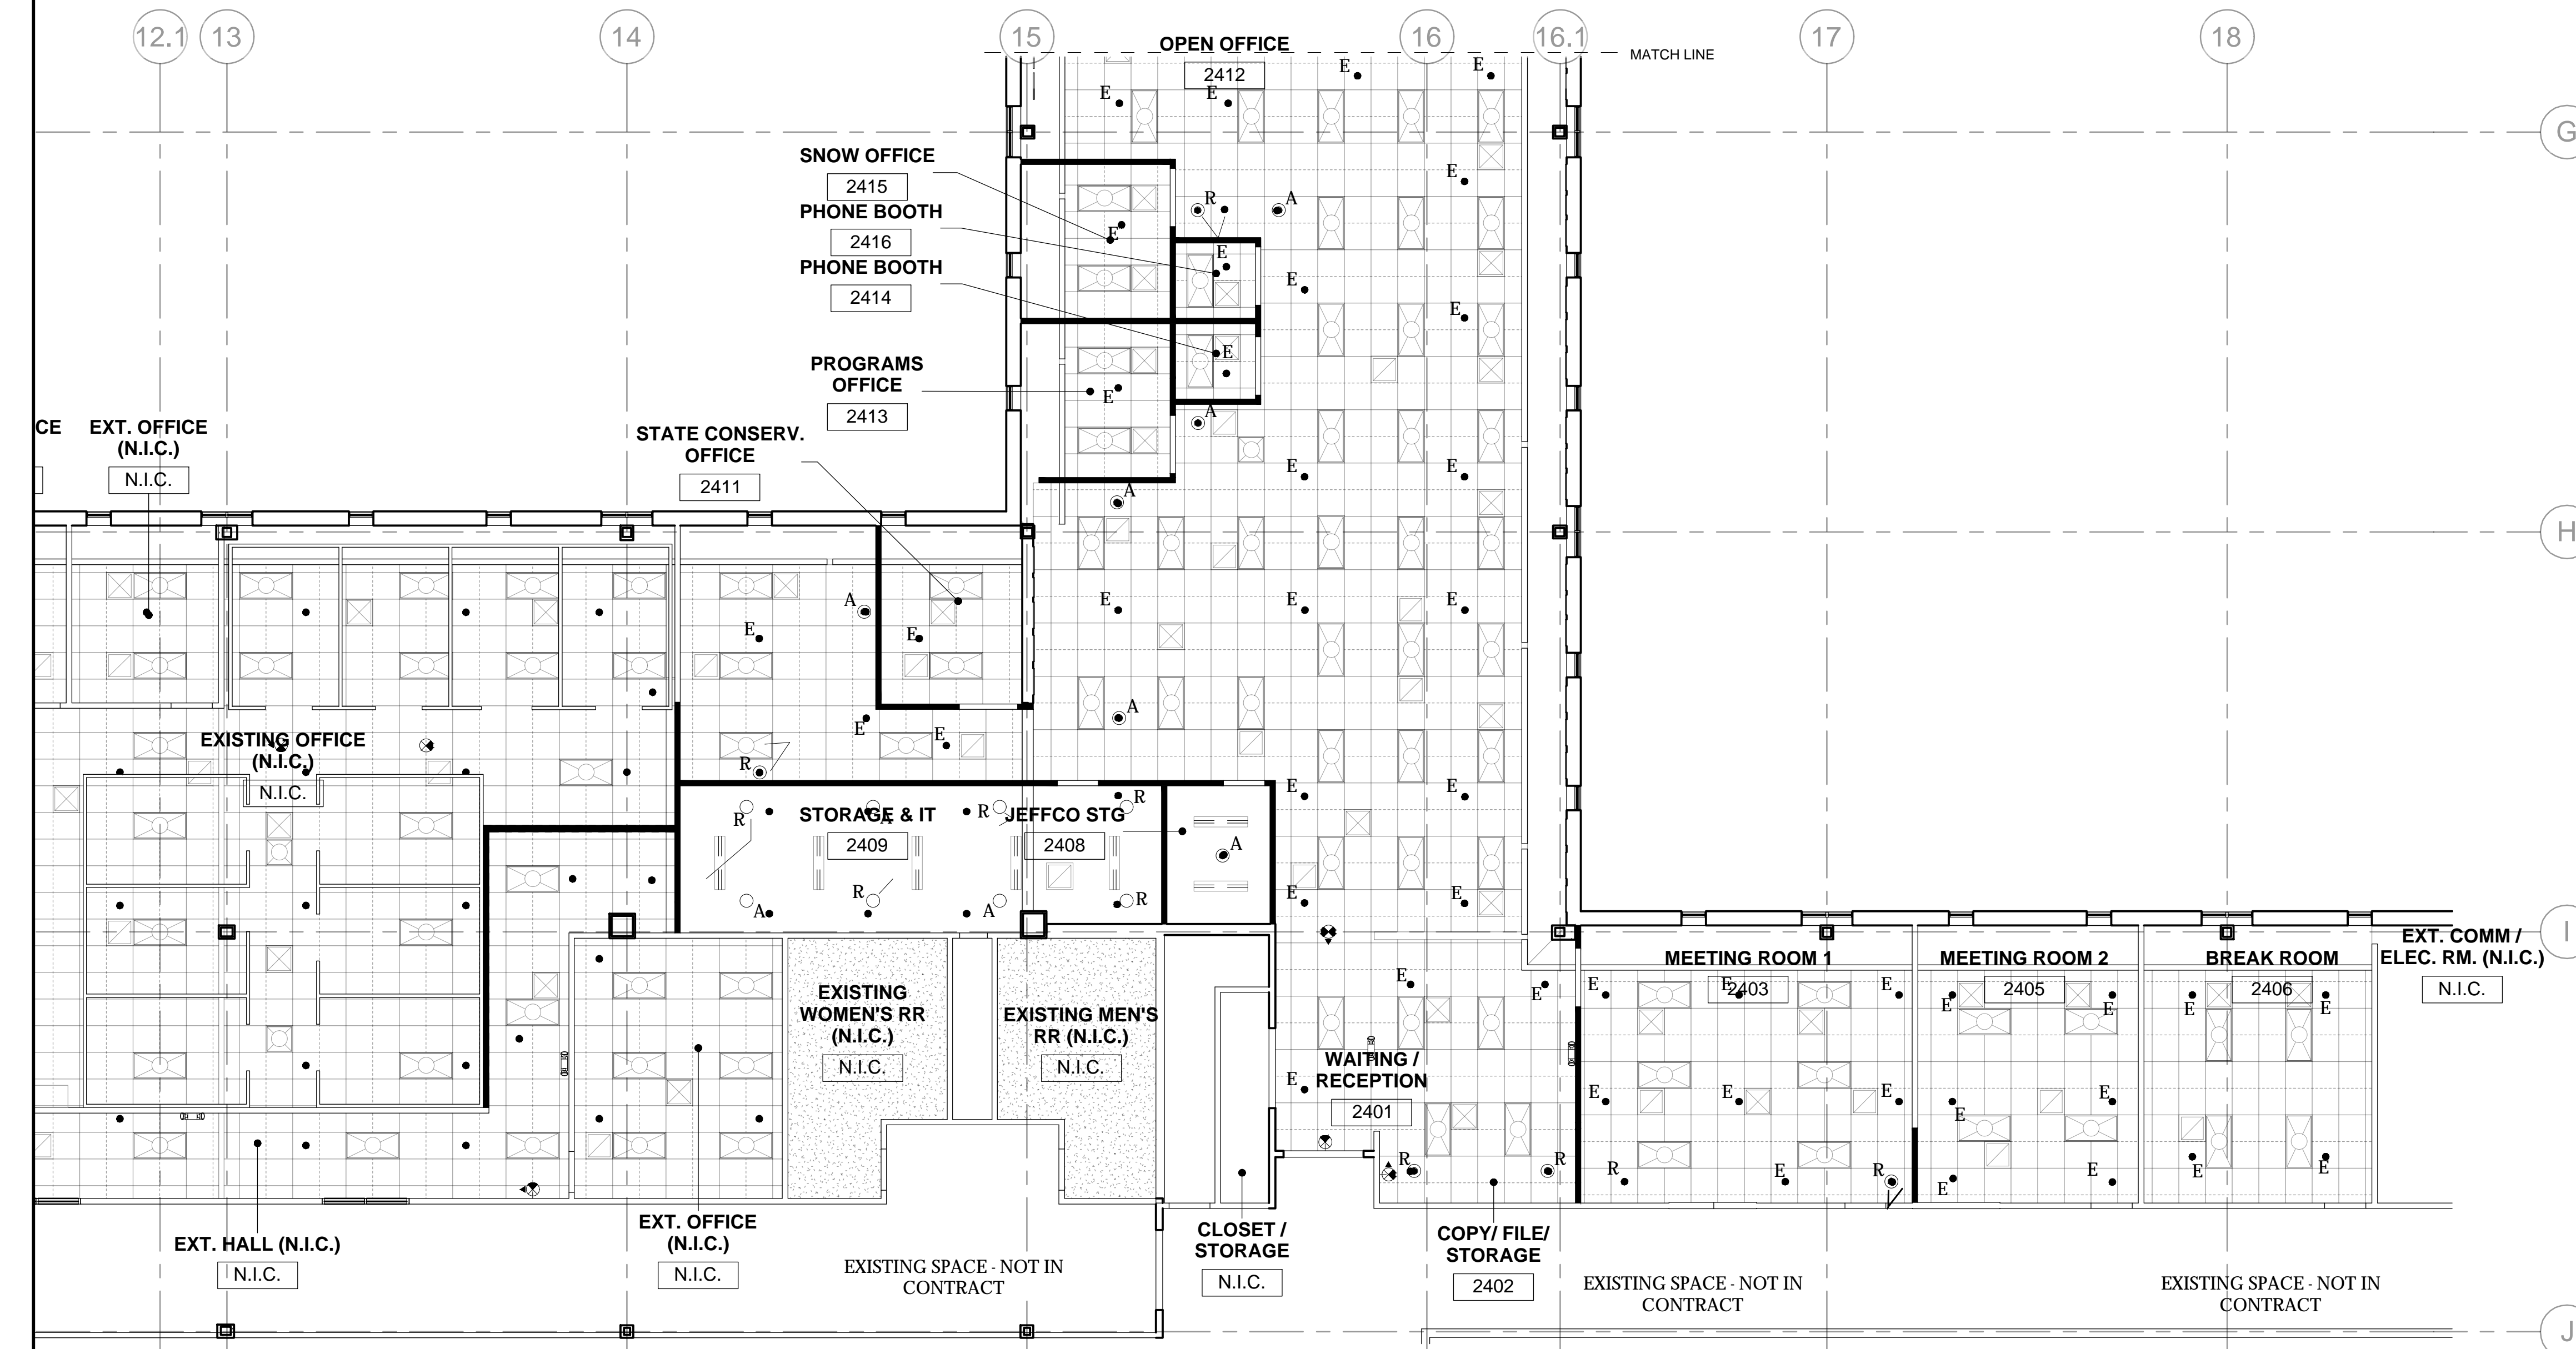 12.1 13 14 15 16 16.1 17 18
OPEN OFFICE
2412
MATCH LINE
G
E E
E E
SNOW OFFICE
2415
PHONE BOOTH
2416
PHONE BOOTH
2414
E
R A
E
E
E
E
E
PROGRAMS
OFFICE
2413
E
A
STATE CONSERV.
OFFICE
2411
CE
EXT. OFFICE
(N.I.C.)
N.I.C.
E E
A
H
A
E
E
E E E
A
E
E
R
EXISTING OFFICE
(N.I.C.)
N.I.C.
E E
STORAGE & IT
2409
JEFFCO STG
2408
R A R R
A
R A A R
E E
I
MEETING ROOM 1
2403
MEETING ROOM 2
2405
BREAK ROOM
2406
EXT. COMM /
ELEC. RM. (N.I.C.)
N.I.C.
E E E E E E E E E
EXISTING
WOMEN'S RR
(N.I.C.)
N.I.C.
EXISTING MEN'S
RR (N.I.C.)
N.I.C.
WAITING /
RECEPTION
2401
E
E E E E E
R R R E R E E E E
EXT. HALL (N.I.C.)
N.I.C.
EXT. OFFICE
(N.I.C.)
N.I.C.
EXISTING SPACE - NOT IN
CONTRACT
CLOSET /
STORAGE
N.I.C.
COPY/ FILE/
STORAGE
2402
EXISTING SPACE - NOT IN
CONTRACT
EXISTING SPACE - NOT IN
CONTRACT
J